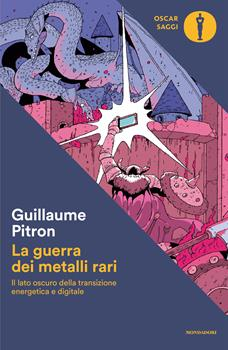 OSCAR
SAGGI
Guillaume
Pitron
La guerra
dei metalli rari
Il lato oscuro della transizione
energetica e digitale
MONDADORI